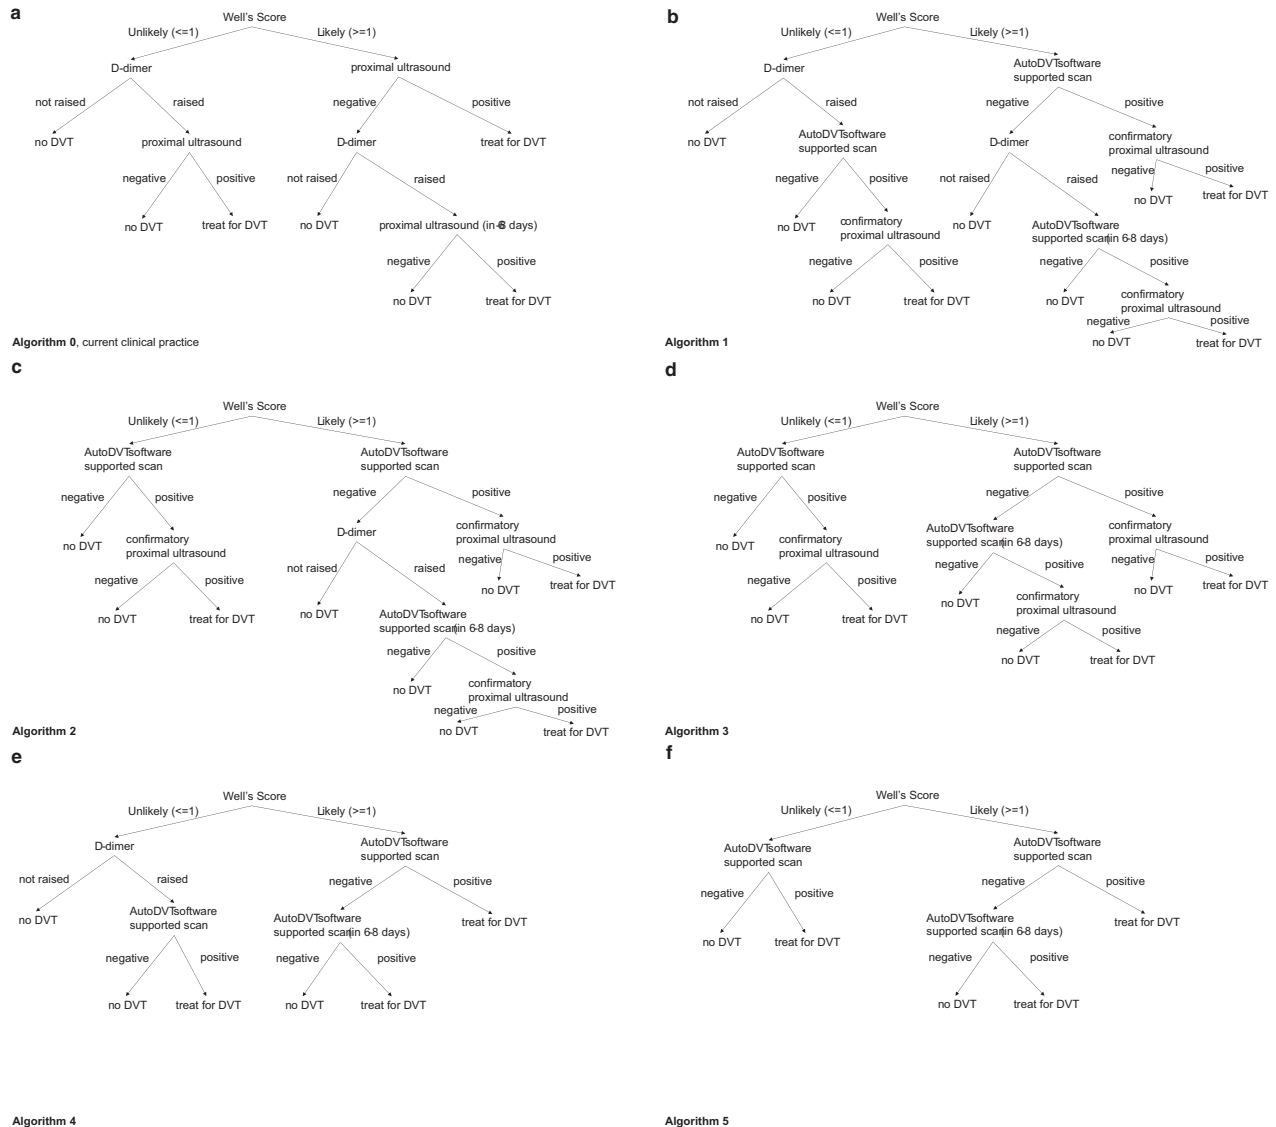 a
Well's Score
Unlikely (<=1)
Likely (>=1)
D-dimer
proximal ultrasound
not raised
raised
negative
positive
no DVT
proximal ultrasound
D-dimer
treat for DVT
negative
positive
not raised
raised
no DVT
treat for DVT
no DVT
proximal ultrasound (in 6-8 days)
negative
positive
no DVT
treat for DVT
Algorithm 0, current clinical practice
b
Well's Score
Unlikely (<=1)
Likely (>=1)
D-dimer
AutoDVTsoftware
supported scan
not raised
raised
negative
positive
no DVT
AutoDVTsoftware
supported scan
D-dimer
confirmatory
proximal ultrasound
negative
positive
not raised
raised
negative
positive
no DVT
treat for DVT
no DVT
confirmatory
proximal ultrasound
no DVT
AutoDVTsoftware
supported scan(in 6-8 days)
negative
positive
negative
positive
no DVT
treat for DVT
no DVT
confirmatory
proximal ultrasound
negative
positive
no DVT
treat for DVT
Algorithm 1
c
Well's Score
Unlikely (<=1)
Likely (>=1)
AutoDVTsoftware
supported scan
AutoDVTsoftware
supported scan
negative
positive
negative
positive
no DVT
confirmatory
proximal ultrasound
D-dimer
confirmatory
proximal ultrasound
negative
positive
not raised
raised
negative
positive
no DVT
treat for DVT
no DVT
treat for DVT
no DVT
AutoDVTsoftware
supported scan(in 6-8 days)
negative
positive
no DVT
confirmatory
proximal ultrasound
negative
positive
no DVT
treat for DVT
Algorithm 2
d
Well's Score
Unlikely (<=1)
Likely (>=1)
AutoDVTsoftware
supported scan
AutoDVTsoftware
supported scan
negative
positive
negative
positive
no DVT
confirmatory
proximal ultrasound
AutoDVTsoftware
supported scan(in 6-8 days)
confirmatory
proximal ultrasound
negative
positive
negative
positive
negative
positive
no DVT
treat for DVT
no DVT
confirmatory
proximal ultrasound
no DVT
treat for DVT
negative
positive
no DVT
treat for DVT
Algorithm 3
e
Well's Score
Unlikely (<=1)
Likely (>=1)
D-dimer
AutoDVTsoftware
supported scan
not raised
raised
negative
positive
no DVT
AutoDVTsoftware
supported scan
AutoDVTsoftware
supported scan(in 6-8 days)
treat for DVT
negative
positive
negative
positive
no DVT
treat for DVT
no DVT
treat for DVT
Algorithm 4
f
Well's Score
Unlikely (<=1)
Likely (>=1)
AutoDVTsoftware
supported scan
AutoDVTsoftware
supported scan
negative
positive
negative
positive
no DVT
treat for DVT
AutoDVTsoftware
supported scan(in 6-8 days)
treat for DVT
negative
positive
no DVT
treat for DVT
Algorithm 5